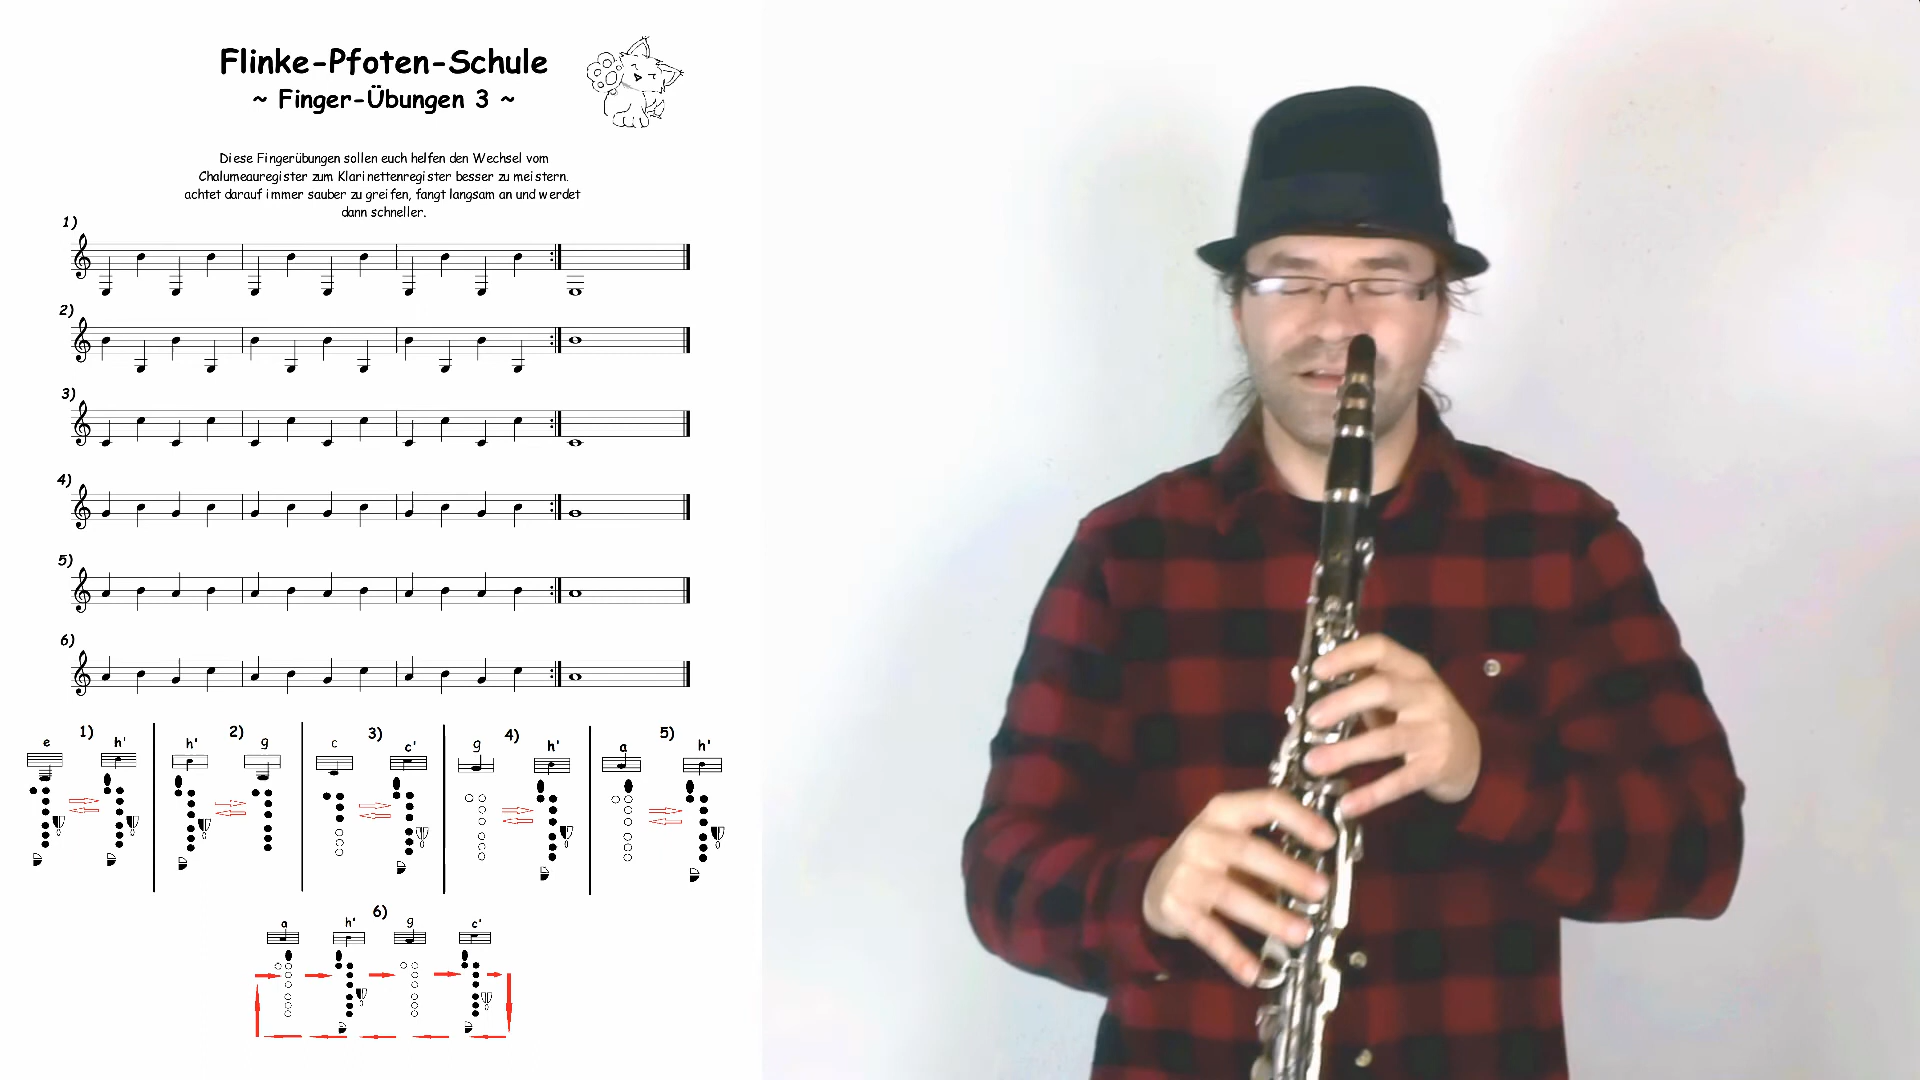 Flinke-Pfoten-Schule
~ Finger-Übungen 3 ~
Diese Fingerübungen sollen euch helfen den Wechsel vom
Chalumeauregister zum Klarinettenregister besser zu meistern.
achtet darauf immer sauber zu greifen, fangt langsam an und werdet
dann schneller.
1)
2)
3)
4)
5)
6)
1)
e h'
2)
h' g
3)
c c'
4)
g h'
5)
a h'
6)
a h' g c'